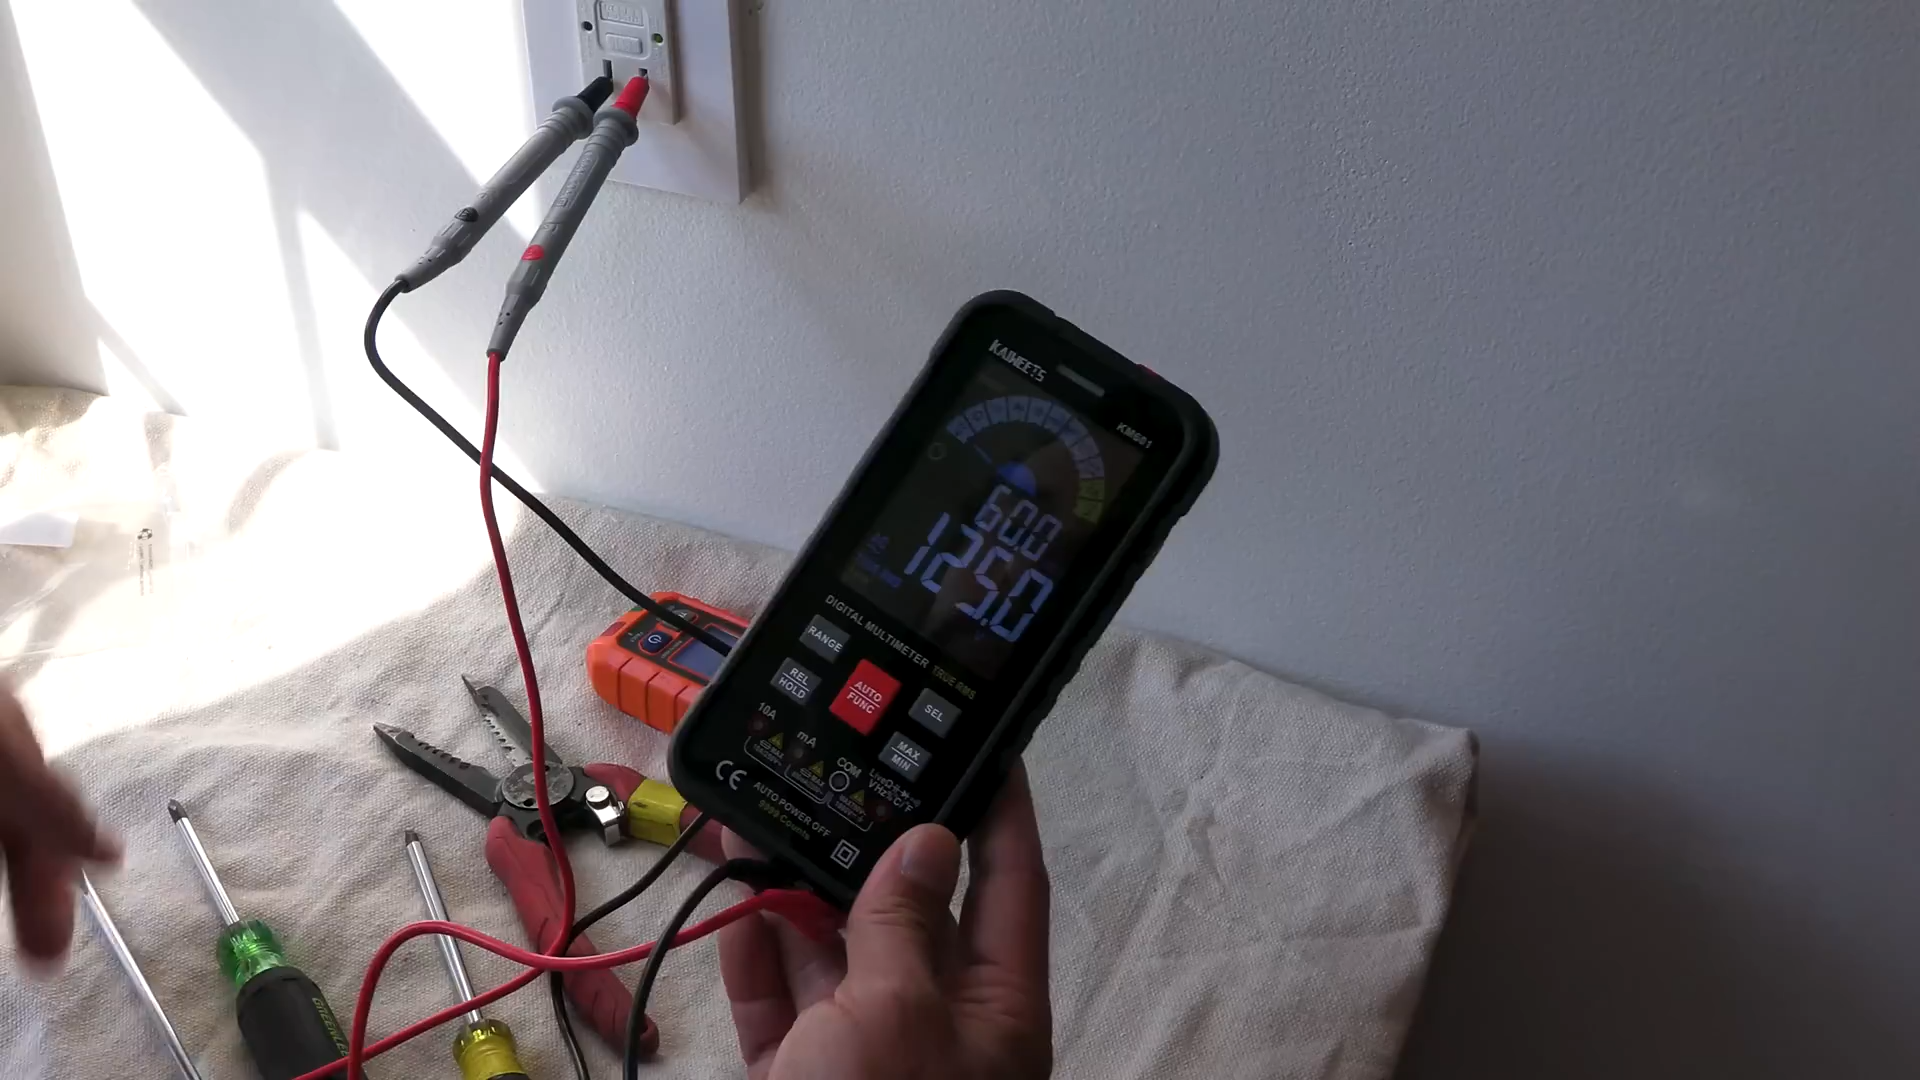 KAIWEETS
KM601
60.0
125.0
DIGITAL MULTIMETER TRUE RMS
RANGE
REL
HOLD
AUTO
FUNC
SEL
MAX
MIN
10A
mA
COM
CE
AUTO POWER OFF
9999 Counts